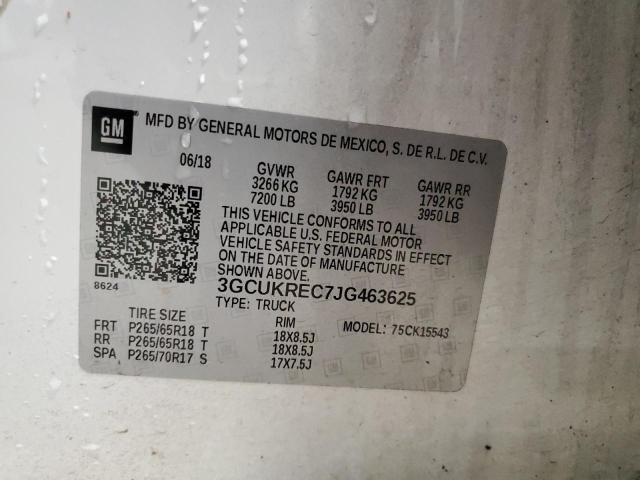 GM MFD BY GENERAL MOTORS DE MEXICO, S. DE R.L. DE C.V.
06/18 GVWR GAWR FRT GAWR RR
3266 KG 1792 KG 1792 KG
7200 LB 3950 LB 3950 LB
THIS VEHICLE CONFORMS TO ALL
APPLICABLE U.S. FEDERAL MOTOR
VEHICLE SAFETY STANDARDS IN EFFECT
ON THE DATE OF MANUFACTURE
SHOWN ABOVE.
8624 3GCUKREC7JG463625
TYPE: TRUCK
TIRE SIZE RIM MODEL: 75CK15543
FRT P265/65R18 T 18X8.5J
RR P265/65R18 T 18X8.5J
SPA P265/70R17 S 17X7.5J